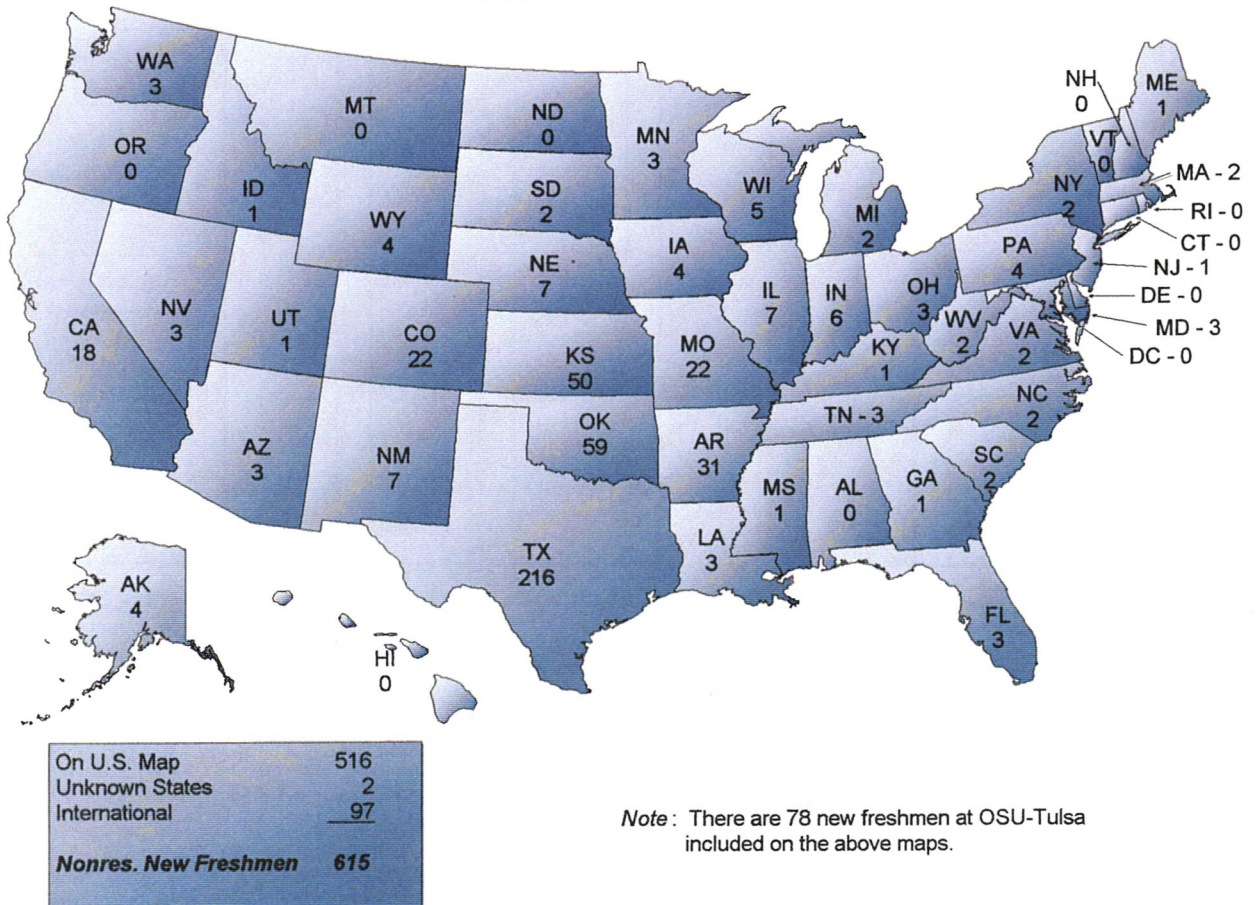 WA
3
MT
0
ND
0
MN
3
NH
0
ME
1
OR
0
ID
1
WY
4
SD
2
WI
5
MI
2
VT
0
NY
2
MA - 2
RI - 0
CT - 0
NJ - 1
DE - 0
MD - 3
DC - 0
NE
7
IA
4
PA
4
NV
3
UT
1
CA
18
CO
22
KS
50
MO
22
IL
7
IN
6
OH
3
WV
2
VA
2
KY
1
NC
2
TN - 3
AZ
3
NM
7
OK
59
AR
31
SC
2
MS
1
AL
0
GA
1
TX
216
LA
3
FL
3
AK
4
HI
0
On U.S. Map 516
Unknown States 2
International 97
Nonres. New Freshmen 615
Note : There are 78 new freshmen at OSU-Tulsa
included on the above maps.